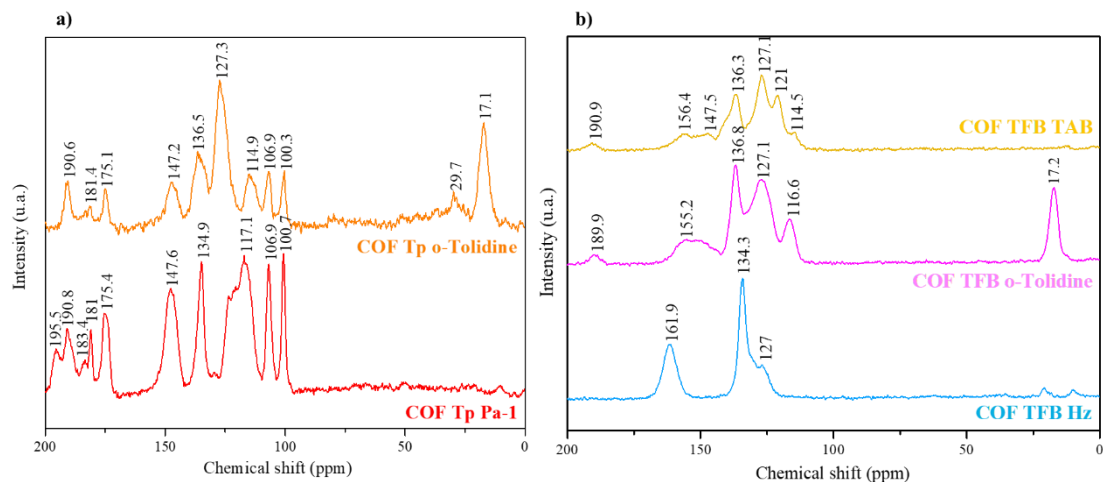 a)
190.6
181.4
175.1
147.2
136.5
127.3
114.9
106.9
100.3
29.7
17.1
COF Tp o-Tolidine
195.5
190.8
183.4
181
175.4
147.6
134.9
117.1
106.9
100.7
COF Tp Pa-1
Intensity (u.a.)
200 150 100 50 0
Chemical shift (ppm)
b)
190.9
156.4
147.5
136.3
127.1
121
114.5
COF TFB TAB
189.9
155.2
136.8
127.1
116.6
17.2
COF TFB o-Tolidine
161.9
134.3
127
COF TFB Hz
Intensity (u.a.)
200 150 100 50 0
Chemical shift (ppm)